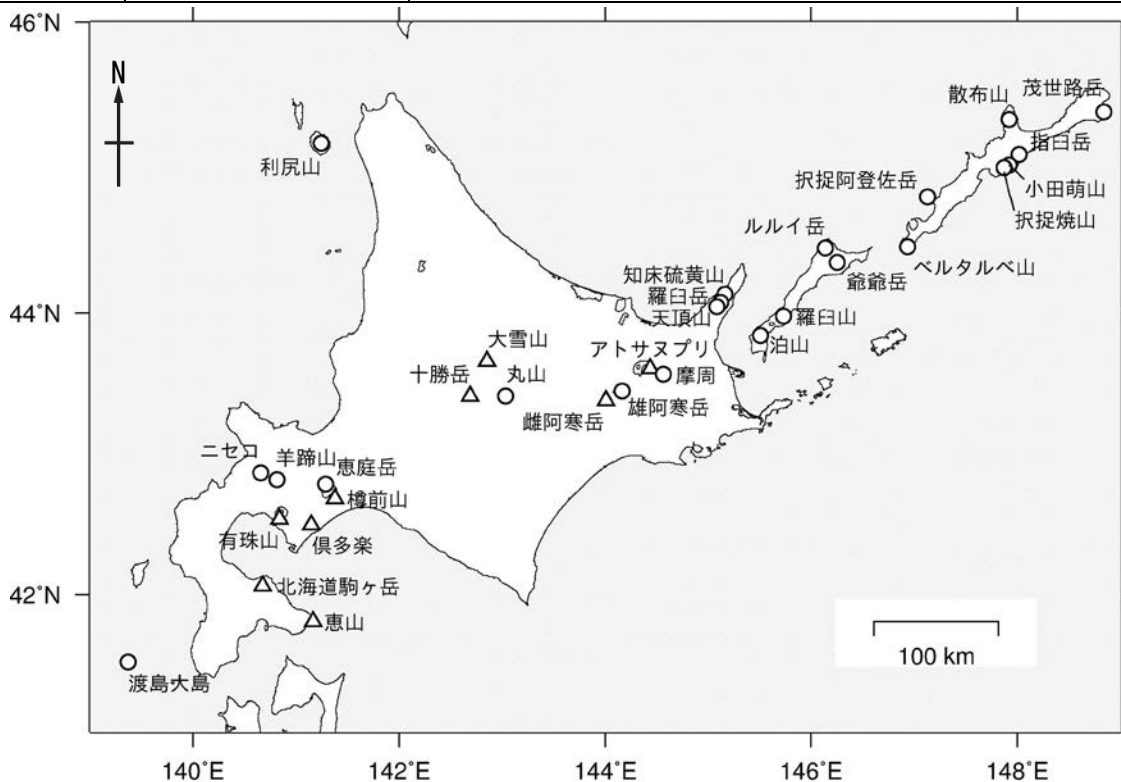 46°N
N
茂世路岳
散布山
指臼岳
利尻山
小田萌山
択捉阿登佐岳
択捉焼山
ルルイ岳
ベルタルベ山
知床硫黄山
爺爺岳
羅臼岳
44°N
天頂山
羅臼山
泊山
大雪山
アトサヌプリ
十勝岳
丸山
摩周
雌阿寒岳
雄阿寒岳
ニセコ
羊蹄山
恵庭岳
樽前山
有珠山
倶多楽
42°N
北海道駒ヶ岳
恵山
100 km
渡島大島
140°E
142°E
144°E
146°E
148°E